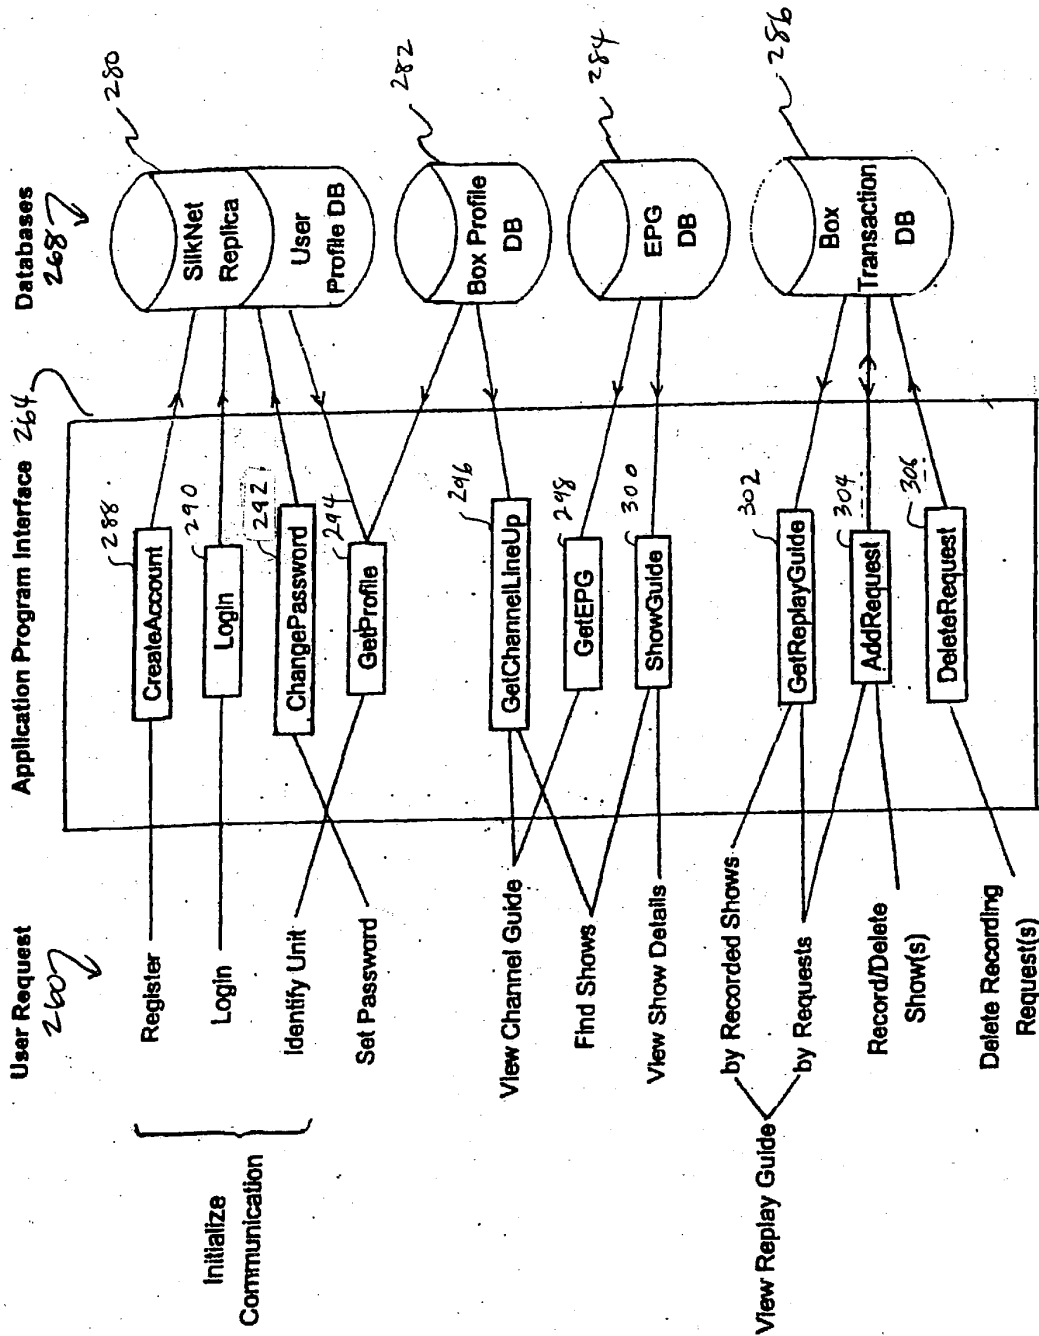 User Request
260
Application Program Interface 264
Databases
268
Initialize
Communication
Register
Login
Identify Unit
Set Password
View Channel Guide
Find Shows
View Show Details
View Replay Guide
by Recorded Shows
by Requests
Record/Delete
Show(s)
Delete Recording
Request(s)
288
CreateAccount
290
Login
292
ChangePassword
294
GetProfile
296
GetChannelLineUp
298
GetEPG
300
ShowGuide
302
GetReplayGuide
304
AddRequest
306
DeleteRequest
280
SilkNet
Replica
User
Profile DB
282
Box Profile
DB
284
EPG
DB
286
Box
Transaction
DB